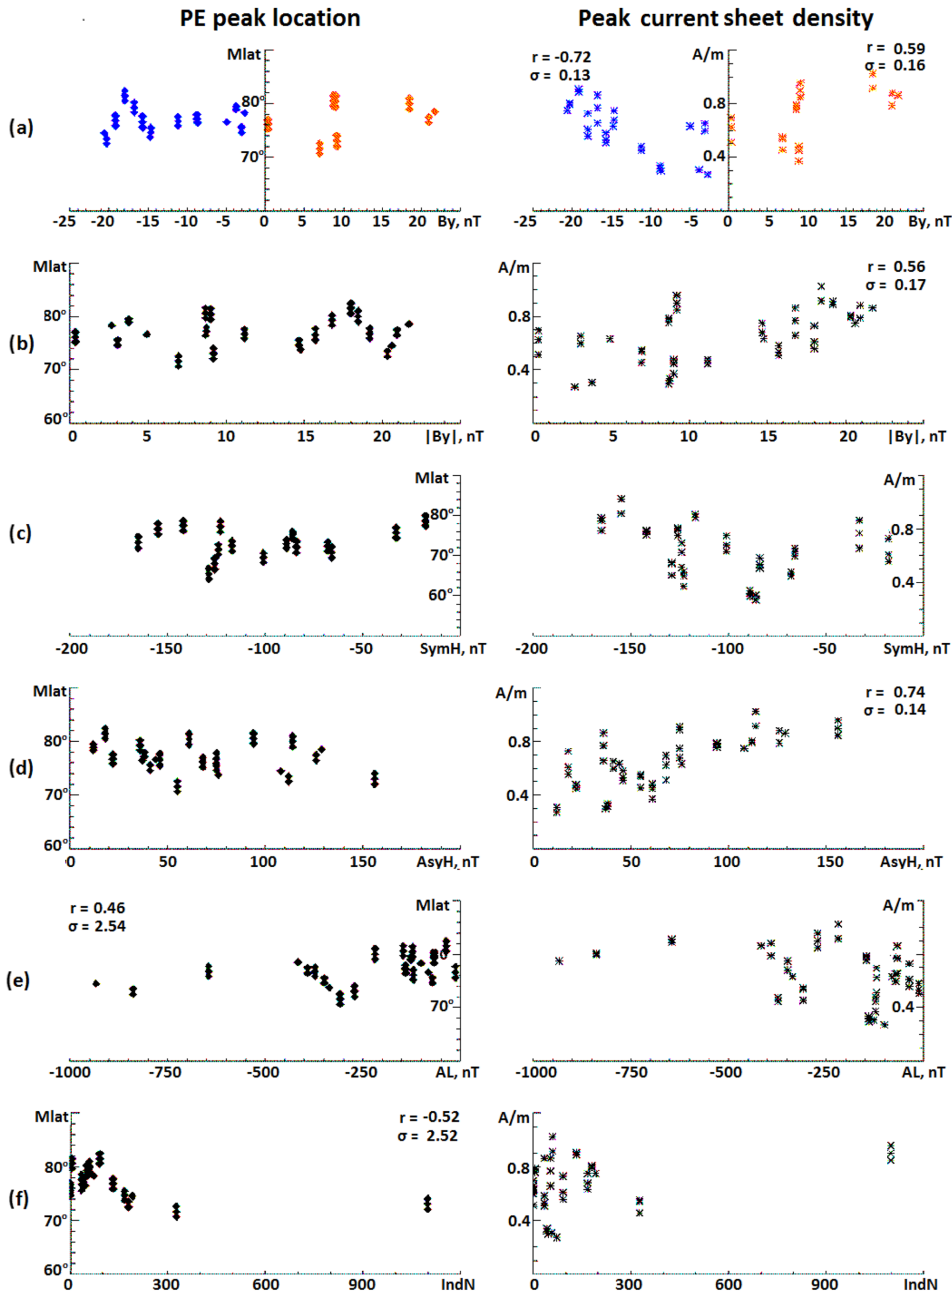 PE peak location Peak current sheet density
(a)
Mlat
80°
70°
-25 -20 -15 -10 -5 0 5 10 15 20 By, nT
r = -0.72
σ = 0.13
A/m
0.8
0.4
r = 0.59
σ = 0.16
-25 -20 -15 -10 -5 0 5 10 15 20 By, nT
(b)
Mlat
80°
70°
60°
0 5 10 15 20 |By|, nT
A/m
0.8
0.4
r = 0.56
σ = 0.17
0 5 10 15 20 |By|, nT
(c)
Mlat
80°
70°
60°
-200 -150 -100 -50 SymH, nT
A/m
0.8
0.4
-200 -150 -100 -50 SymH, nT
(d)
Mlat
80°
70°
60°
0 50 100 150 AsyH, nT
A/m
0.8
0.4
r = 0.74
σ = 0.14
0 50 100 150 AsyH, nT
(e)
r = 0.46
σ = 2.54
Mlat
70°
-1000 -750 -500 -250 AL, nT
A/m
0.4
-1000 -750 -500 -250 AL, nT
(f)
Mlat
80°
70°
60°
r = -0.52
σ = 2.52
0 300 600 900 IndN
A/m
0.8
0.4
0 300 600 900 IndN